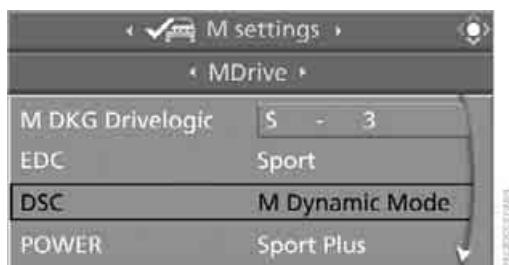 M settings
MDrive
M DKG Drivelogic S - 3
EDC Sport
DSC M Dynamic Mode
POWER Sport Plus